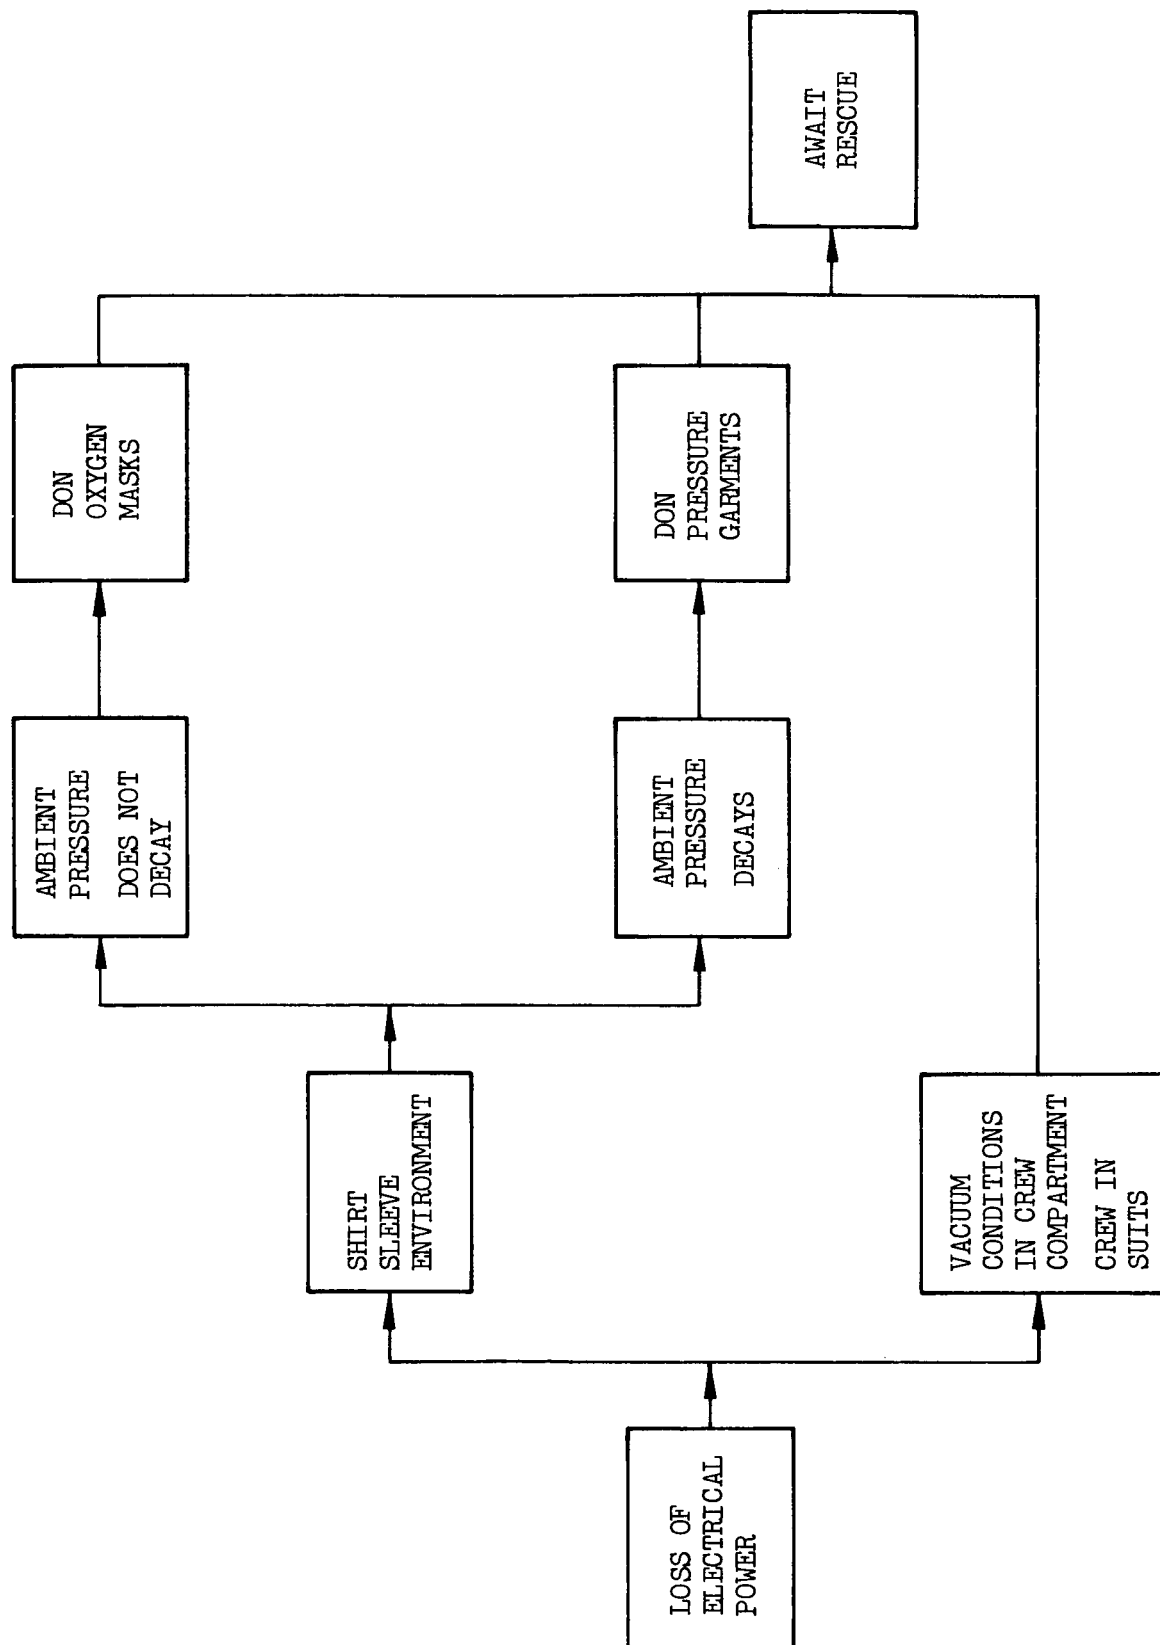 LOSS OF
ELECTRICAL
POWER
SHIRT
SLEEVE
ENVIRONMENT
VACUUM
CONDITIONS
IN CREW
COMPARTMENT
CREW IN
SUITS
AMBIENT
PRESSURE
DOES NOT
DECAY
AMBIENT
PRESSURE
DECAYS
DON
OXYGEN
MASKS
DON
PRESSURE
GARMENTS
AWAIT
RESCUE